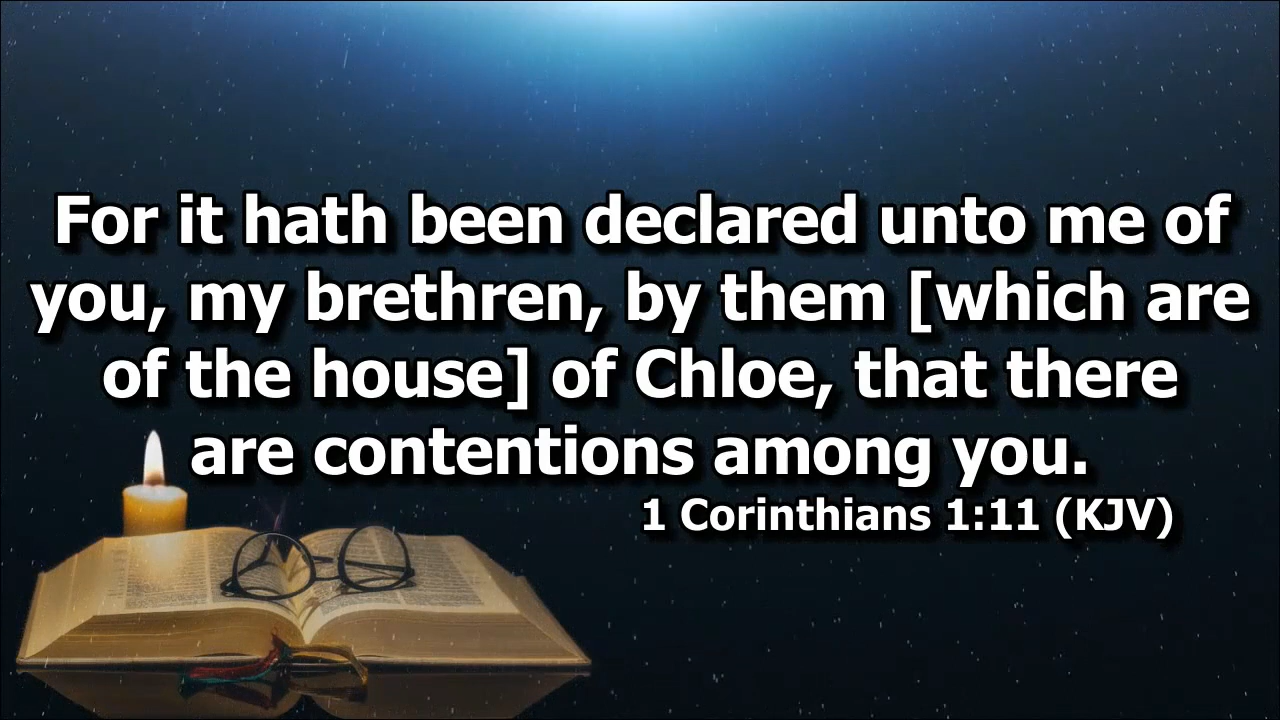 For it hath been declared unto me of
you, my brethren, by them [which are
of the house] of Chloe, that there
are contentions among you.
1 Corinthians 1:11 (KJV)